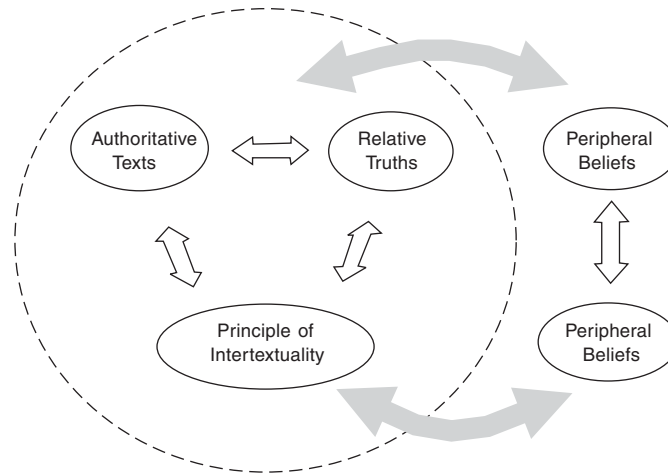 Authoritative
Texts
Relative
Truths
Peripheral
Beliefs
Principle of
Intertextuality
Peripheral
Beliefs